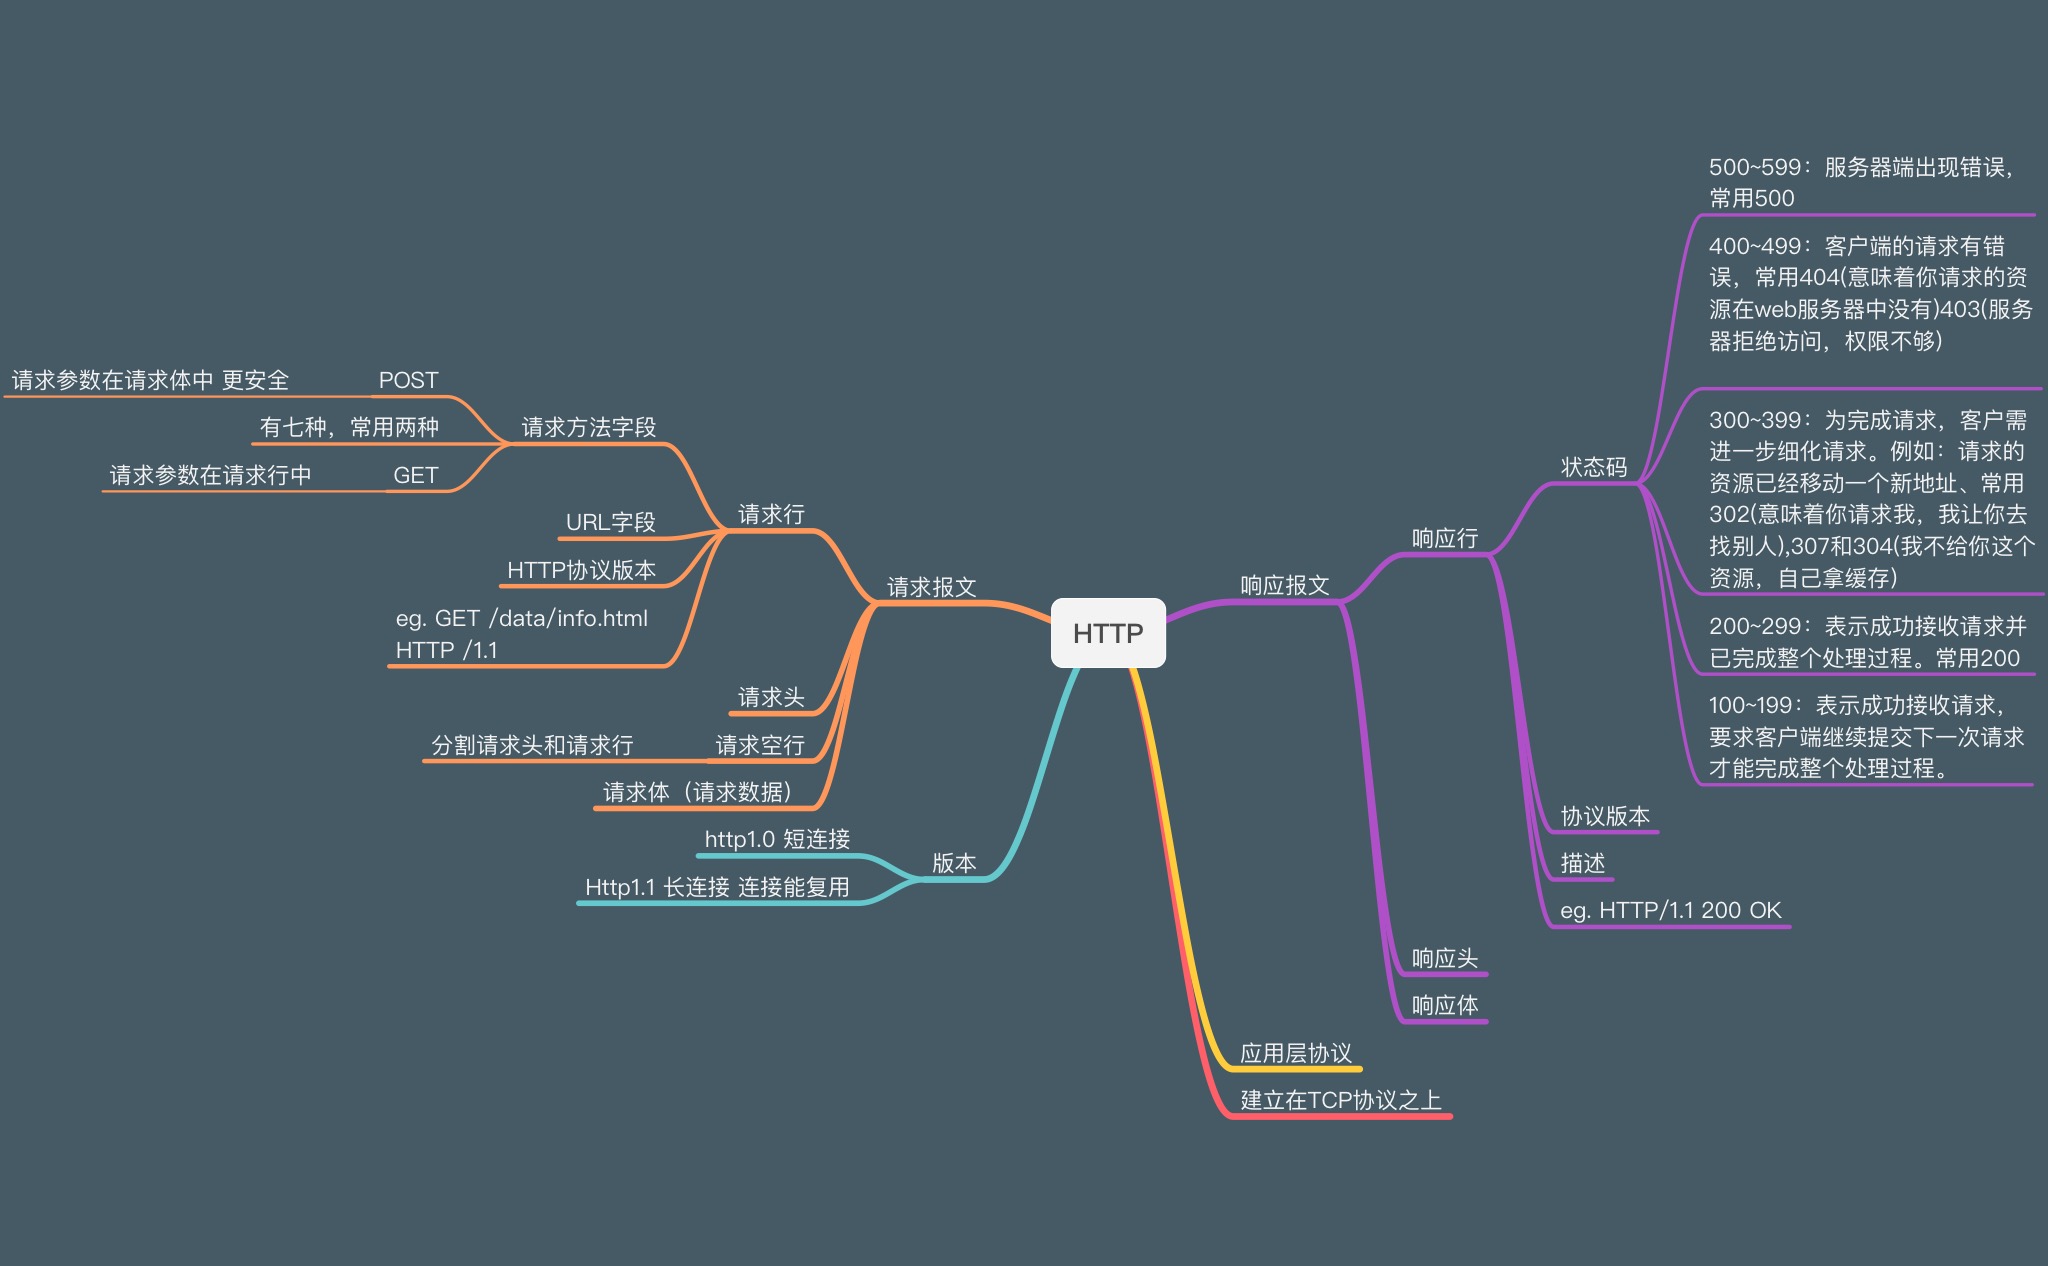 HTTP
请求报文
请求行
请求方法字段
POST
请求参数在请求体中 更安全
有七种，常用两种
GET
请求参数在请求行中
URL字段
HTTP协议版本
eg. GET /data/info.html
HTTP /1.1
请求头
请求空行
分割请求头和请求行
请求体（请求数据）
版本
http1.0 短连接
Http1.1 长连接 连接能复用
响应报文
响应行
状态码
500~599：服务器端出现错误，
常用500
400~499：客户端的请求有错
误，常用404(意味着你请求的资
源在web服务器中没有)403(服务
器拒绝访问，权限不够)
300~399：为完成请求，客户需
进一步细化请求。例如：请求的
资源已经移动一个新地址、常用
302(意味着你请求我，我让你去
找别人),307和304(我不给你这个
资源，自己拿缓存)
200~299：表示成功接收请求并
已完成整个处理过程。常用200
100~199：表示成功接收请求，
要求客户端继续提交下一次请求
才能完成整个处理过程。
协议版本
描述
eg. HTTP/1.1 200 OK
响应头
响应体
应用层协议
建立在TCP协议之上